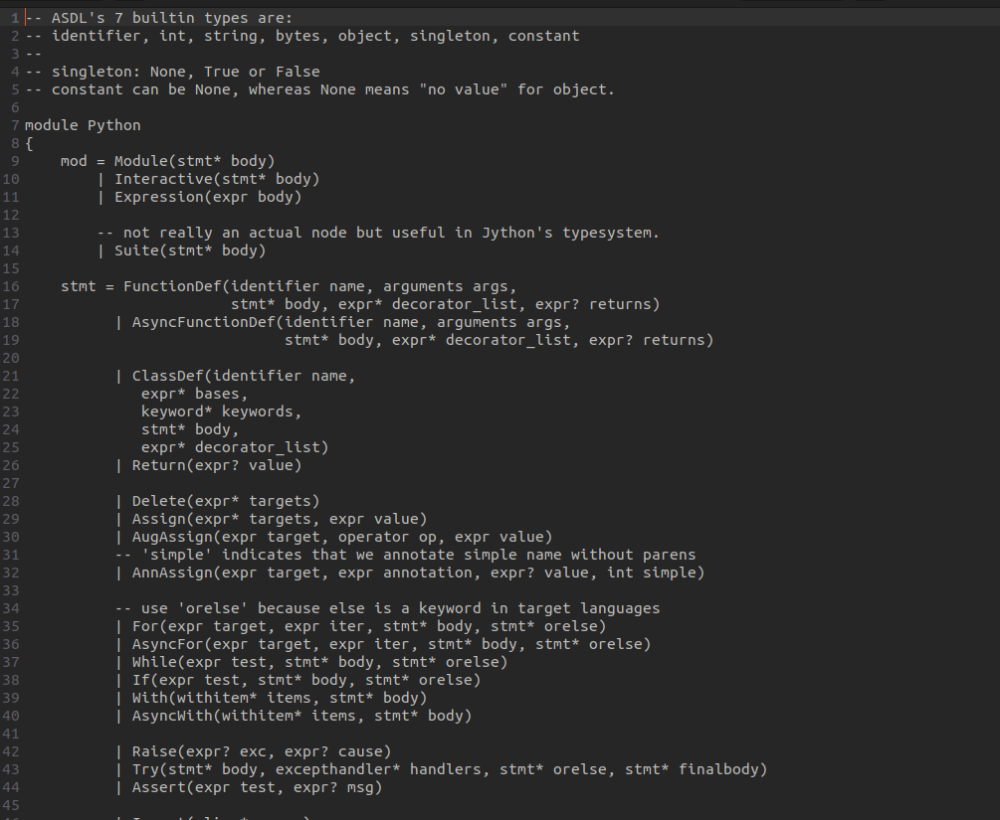 1 -- ASDL's 7 builtin types are:
2 -- identifier, int, string, bytes, object, singleton, constant
3 --
4 -- singleton: None, True or False
5 -- constant can be None, whereas None means "no value" for object.
6
7 module Python
8 {
9     mod = Module(stmt* body)
10         | Interactive(stmt* body)
11         | Expression(expr body)
12
13         -- not really an actual node but useful in Jython's typesystem.
14         | Suite(stmt* body)
15
16     stmt = FunctionDef(identifier name, arguments args,
17                        stmt* body, expr* decorator_list, expr? returns)
18           | AsyncFunctionDef(identifier name, arguments args,
19                              stmt* body, expr* decorator_list, expr? returns)
20
21           | ClassDef(identifier name,
22              expr* bases,
23              keyword* keywords,
24              stmt* body,
25              expr* decorator_list)
26           | Return(expr? value)
27
28           | Delete(expr* targets)
29           | Assign(expr* targets, expr value)
30           | AugAssign(expr target, operator op, expr value)
31           -- 'simple' indicates that we annotate simple name without parens
32           | AnnAssign(expr target, expr annotation, expr? value, int simple)
33
34           -- use 'orelse' because else is a keyword in target languages
35           | For(expr target, expr iter, stmt* body, stmt* orelse)
36           | AsyncFor(expr target, expr iter, stmt* body, stmt* orelse)
37           | While(expr test, stmt* body, stmt* orelse)
38           | If(expr test, stmt* body, stmt* orelse)
39           | With(withitem* items, stmt* body)
40           | AsyncWith(withitem* items, stmt* body)
41
42           | Raise(expr? exc, expr? cause)
43           | Try(stmt* body, excepthandler* handlers, stmt* orelse, stmt* finalbody)
44           | Assert(expr test, expr? msg)
45